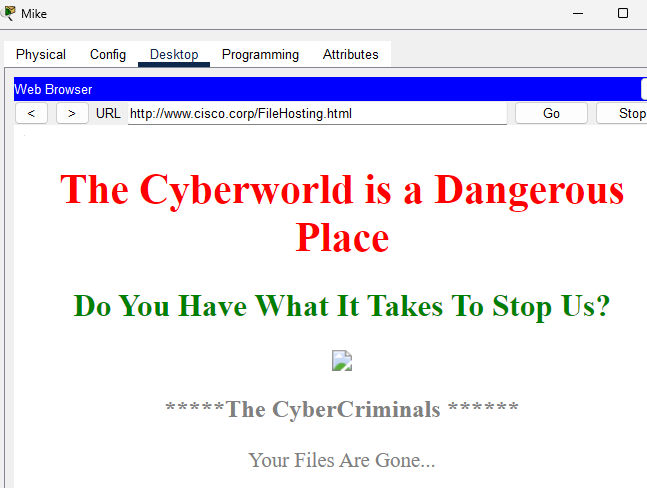 Mike
Physical Config Desktop Programming Attributes
Web Browser
< > URL http://www.cisco.corp/FileHosting.html Go Stop
The Cyberworld is a Dangerous
Place
Do You Have What It Takes To Stop Us?
*****The CyberCriminals ******
Your Files Are Gone...